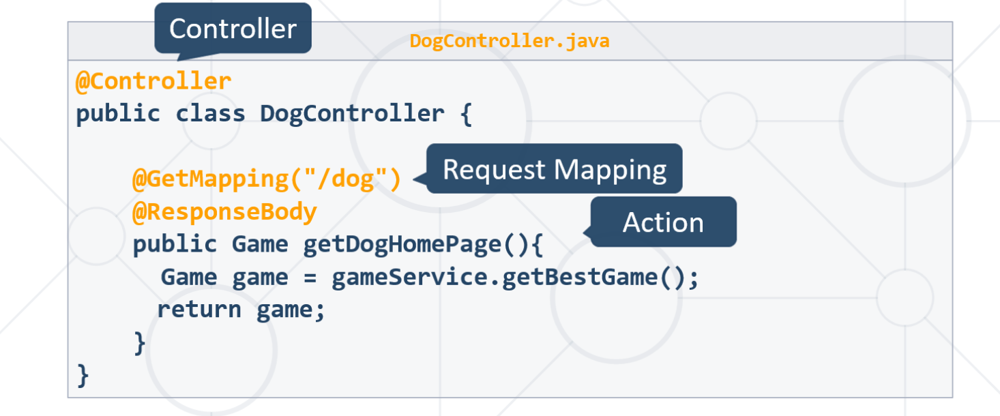 Controller
DogController.java
@Controller
public class DogController {
@GetMapping("/dog")
Request Mapping
@ResponseBody
Action
public Game getDogHomePage(){
Game game = gameService.getBestGame();
return game;
}
}